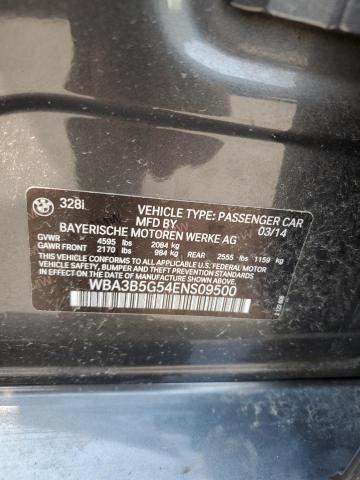 328i
VEHICLE TYPE: PASSENGER CAR
MFD BY 03/14
BAYERISCHE MOTOREN WERKE AG
GVWR 4595 lbs 2084 kg
GAWR FRONT 2170 lbs 984 kg REAR 2555 lbs 1159 kg
THIS CAR CONFORMS TO ALL APPLICABLE U.S. FEDERAL MOTOR
VEHICLE SAFETY, BUMPER, AND THEFT PREVENTION STANDARDS
IN EFFECT ON THE DATE OF MANUFACTURE SHOWN ABOVE.
WBA3B5G54ENS09500